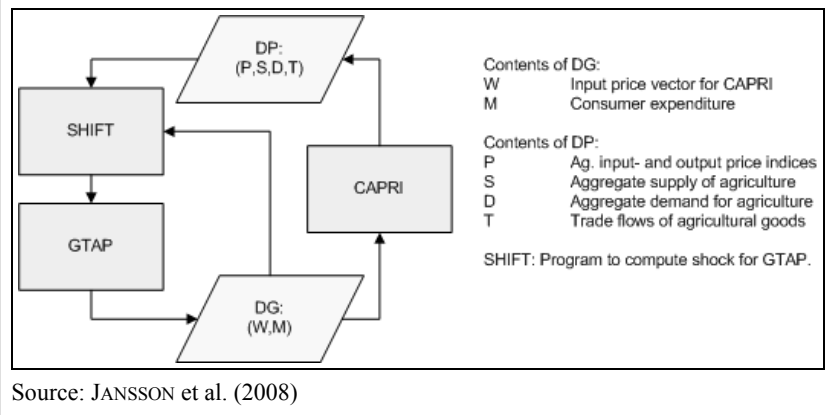 DP:
(P,S,D,T)
SHIFT
GTAP
CAPRI
DG:
(W,M)
Contents of DG:
W Input price vector for CAPRI
M Consumer expenditure
Contents of DP:
P Ag. input- and output price indices
S Aggregate supply of agriculture
D Aggregate demand for agriculture
T Trade flows of agricultural goods
SHIFT: Program to compute shock for GTAP.
Source: JANSSON et al. (2008)